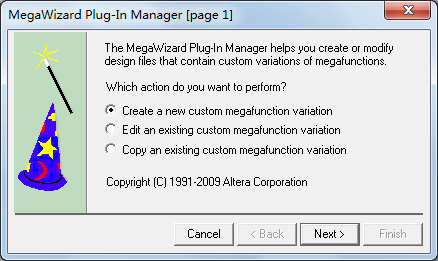 MegaWizard Plug-In Manager [page 1]
The MegaWizard Plug-In Manager helps you create or modify
design files that contain custom variations of megafunctions.
Which action do you want to perform?
Create a new custom megafunction variation
Edit an existing custom megafunction variation
Copy an existing custom megafunction variation
Copyright (C) 1991-2009 Altera Corporation
Cancel < Back Next > Finish